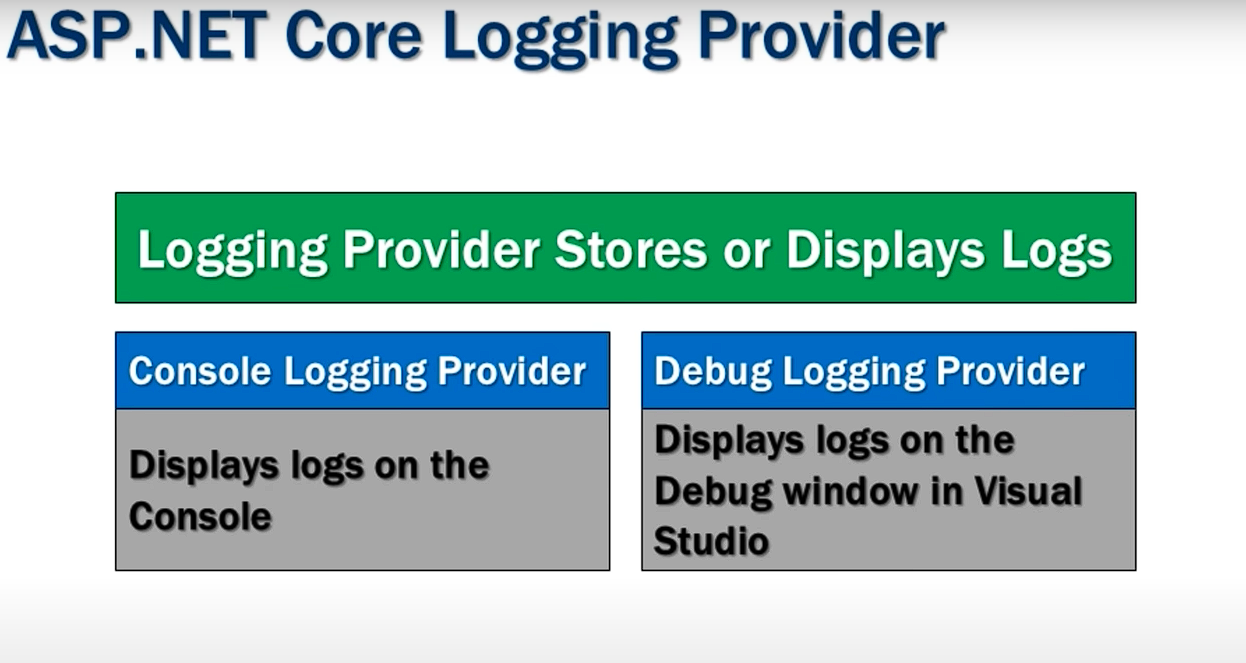 ASP.NET Core Logging Provider
Logging Provider Stores or Displays Logs
Console Logging Provider
Displays logs on the
Console
Debug Logging Provider
Displays logs on the
Debug window in Visual
Studio